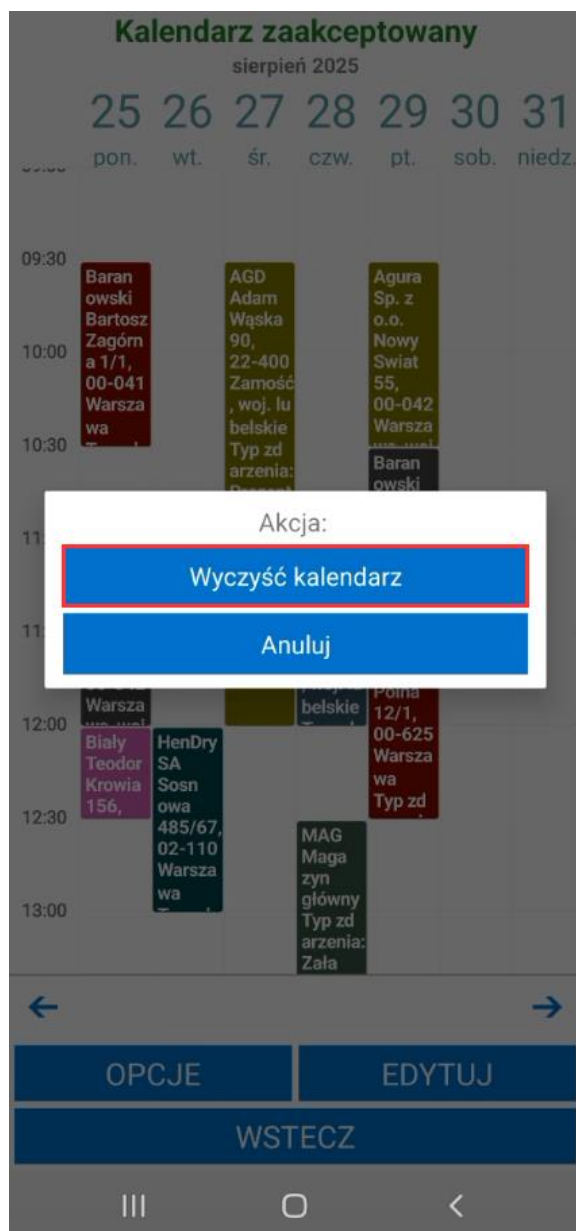 Kalendarz zaakceptowany
sierpień 2025
25 26 27 28 29 30 31
pon. wt. śr. czw. pt. sob. niedz.
09:30
Baran
owski
Bartosz
Zagórn
a 1/1,
00-041
Warsza
wa
AGD
Adam
Wąska
90,
22-400
Zamość
, woj. lu
belskie
Typ zd
arzenia:
Agura
Sp. z
o.o.
Nowy
Swiat
55,
00-042
Warsza
Baran
owski
10:00
10:30
Akcja:
Wyczyść kalendarz
Anuluj
11:
11:
Warsza
belskie
Polna
12/1,
00-625
Warsza
wa
Typ zd
12:00
Biały
Teodor
Krowia
156,
HenDry
SA
Sosn
owa
485/67,
02-110
Warsza
wa
12:30
MAG
Maga
zyn
główny
Typ zd
arzenia:
Zała
13:00
OPCJE
EDYTUJ
WSTECZ